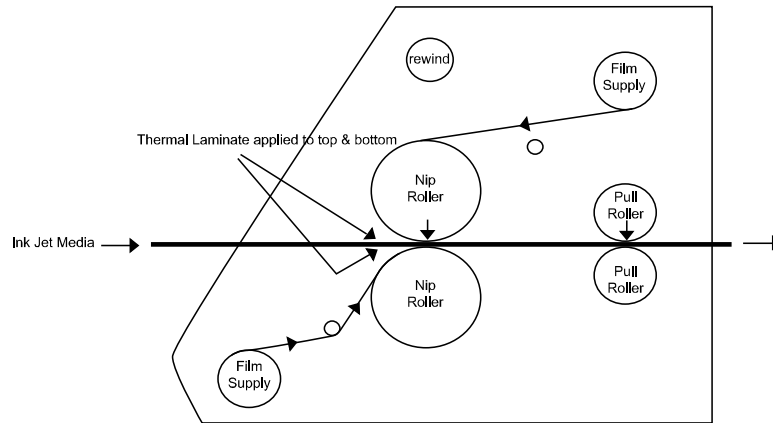 rewind
Film
Supply
Thermal Laminate applied to top & bottom
Nip
Roller
Pull
Roller
Ink Jet Media
Nip
Roller
Pull
Roller
Film
Supply